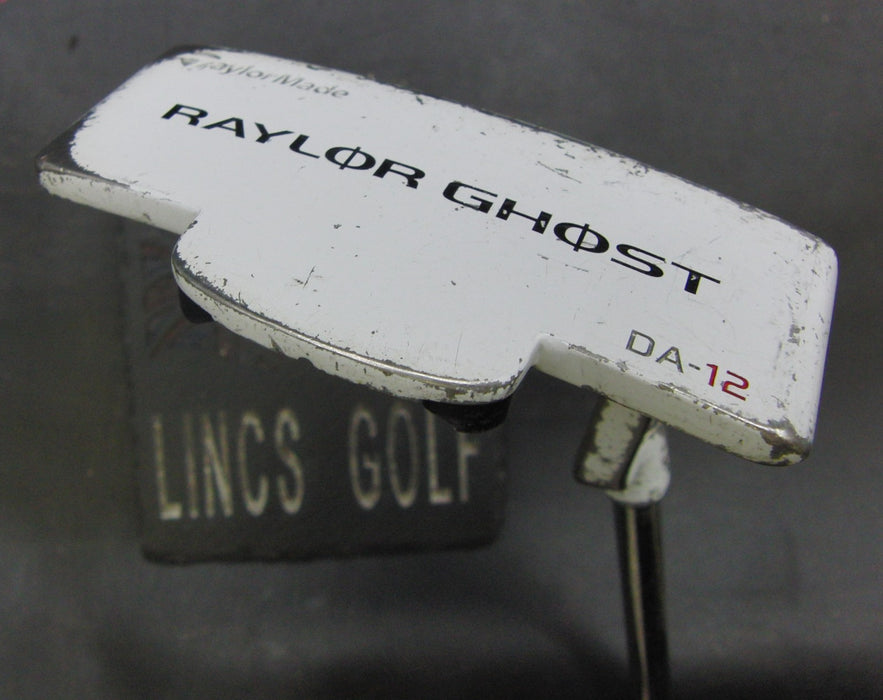 TaylorMade
RAYLØR GHØST
DA-12
LINCS GOLF